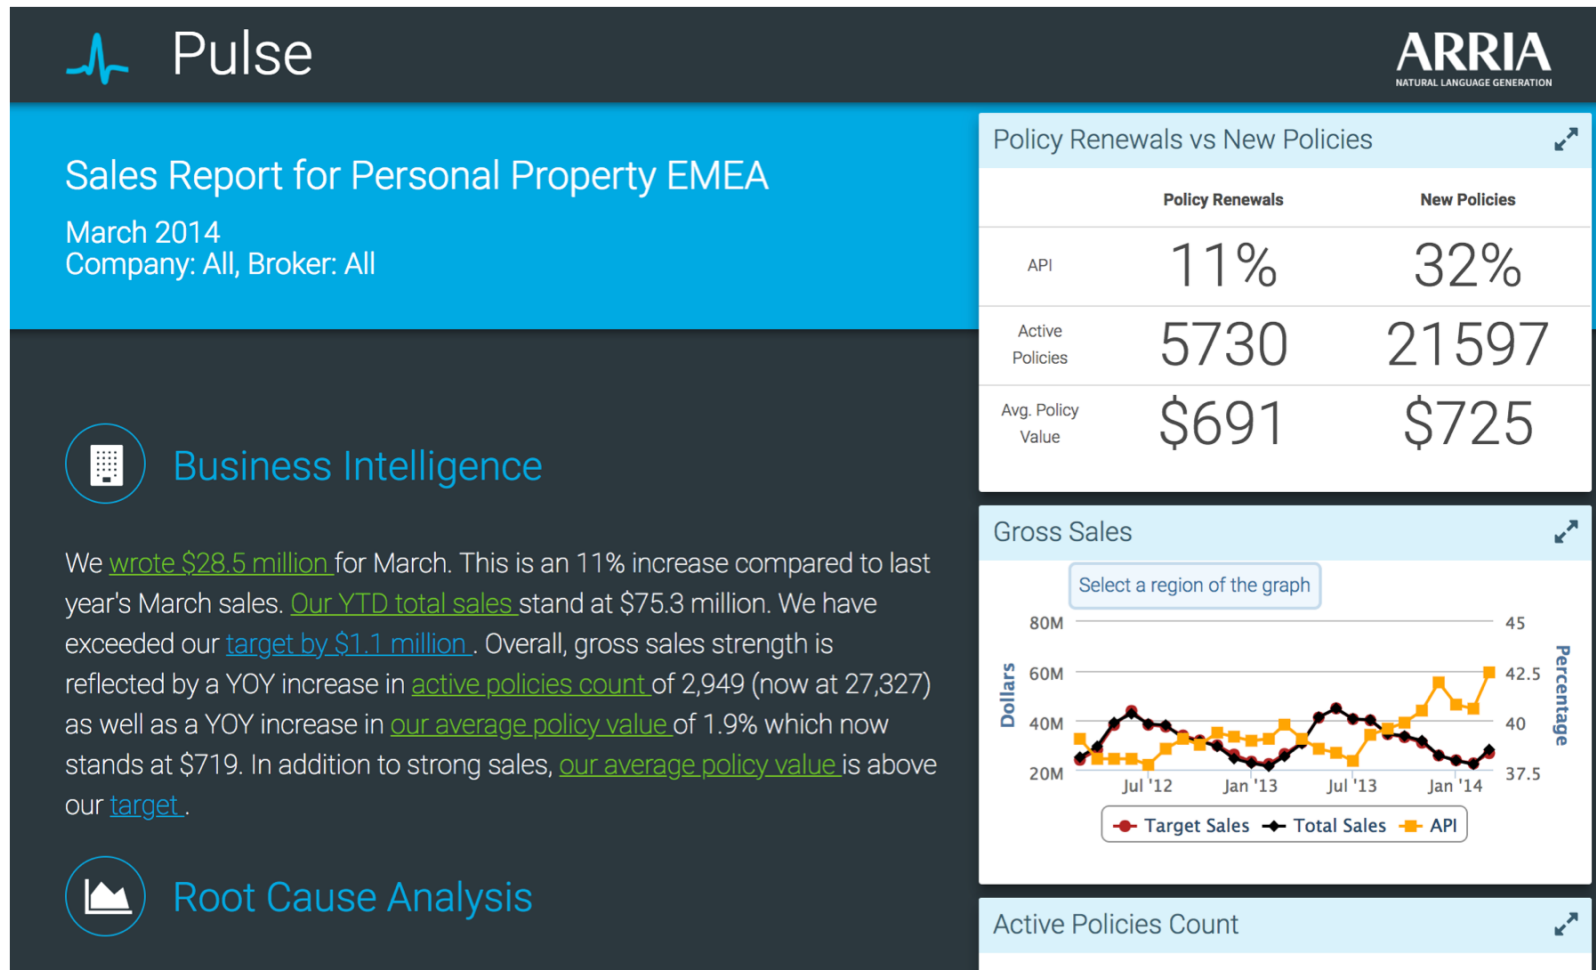 Pulse
ARRIA
NATURAL LANGUAGE GENERATION
Sales Report for Personal Property EMEA
March 2014
Company: All, Broker: All
Business Intelligence
We wrote $28.5 million for March. This is an 11% increase compared to last
year's March sales. Our YTD total sales stand at $75.3 million. We have
exceeded our target by $1.1 million . Overall, gross sales strength is
reflected by a YOY increase in active policies count of 2,949 (now at 27,327)
as well as a YOY increase in our average policy value of 1.9% which now
stands at $719. In addition to strong sales, our average policy value is above
our target .
Root Cause Analysis
Policy Renewals vs New Policies
Policy Renewals New Policies
API 11% 32%
Active
Policies
5730 21597
Avg. Policy
Value
$691 $725
Gross Sales
Select a region of the graph
80M 45
60M 42.5
40M 40
20M 37.5
Dollars
Percentage
Jul '12 Jan '13 Jul '13 Jan '14
Target Sales Total Sales API
Active Policies Count